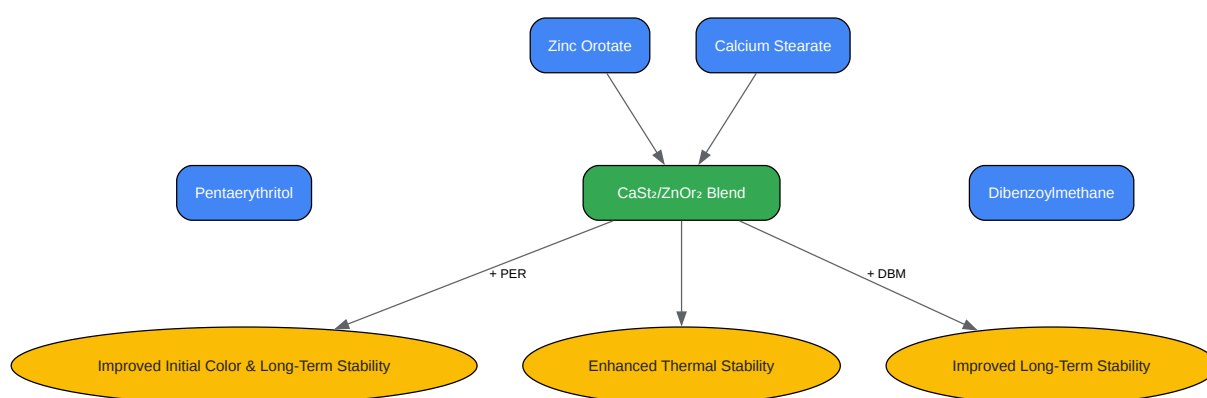 Zinc Orotate
Calcium Stearate
Pentaerythritol
CaSt₂/ZnOr₂ Blend
Dibenzoylmethane
+ PER
+ DBM
Improved Initial Color & Long-Term Stability
Enhanced Thermal Stability
Improved Long-Term Stability